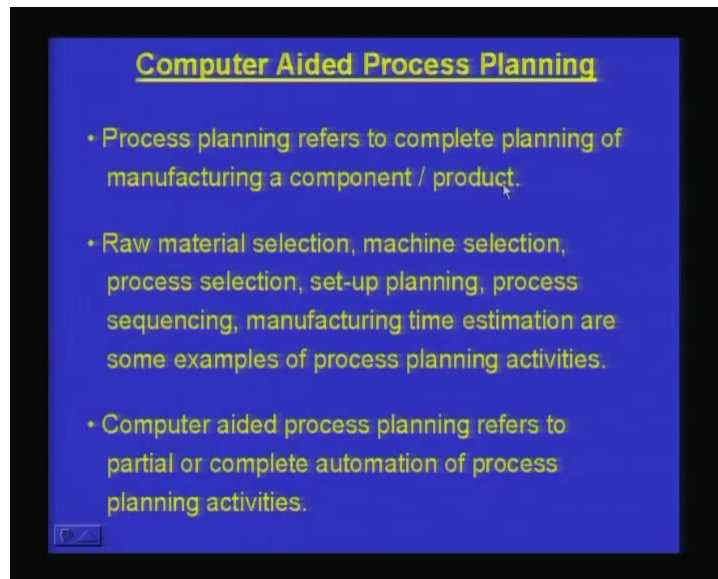 Computer Aided Process Planning
• Process planning refers to complete planning of
manufacturing a component / product.
• Raw material selection, machine selection,
process selection, set-up planning, process
sequencing, manufacturing time estimation are
some examples of process planning activities.
• Computer aided process planning refers to
partial or complete automation of process
planning activities.